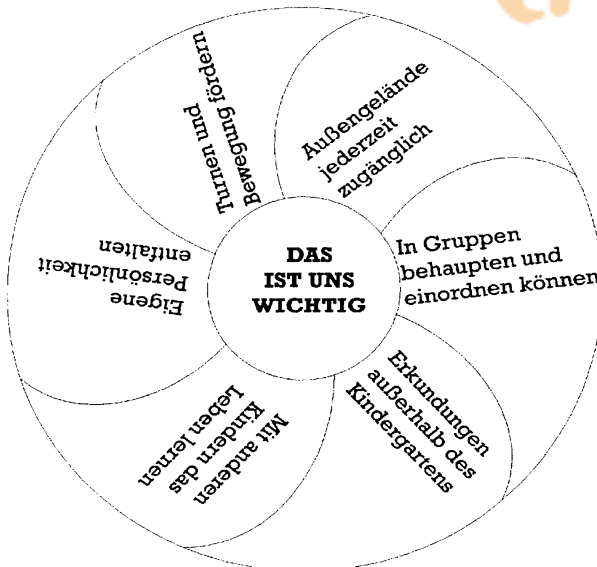 DAS
IST UNS
WICHTIG
Außengelände
jederzeit
zugänglich
In Gruppen
behaupten und
einordnen können
Erkundungen
außerhalb des
Kindergartens
Mit anderen
Kindern das
Leben lernen
Eigene
Persönlichkeit
entfalten
Turnen und
Bewegung fördern